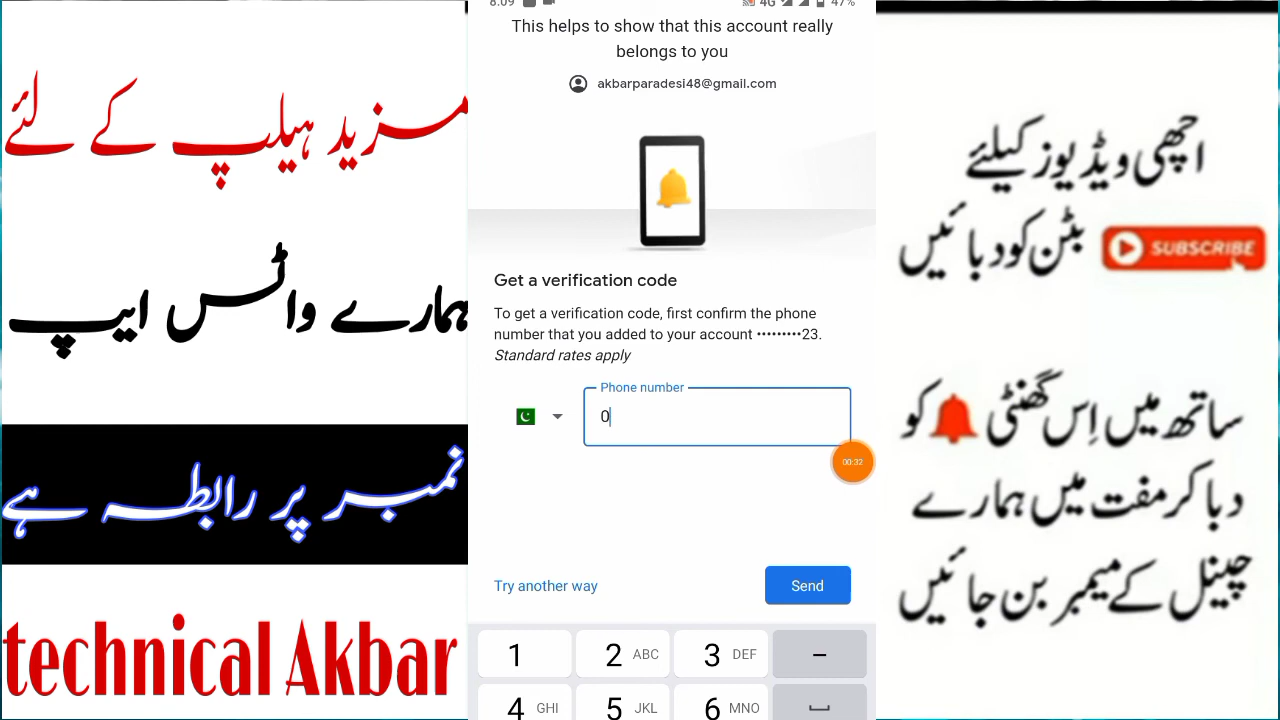 مزید ہیلپ کے لئے
ہمارے واٹس ایپ
نمبر پر رابطہ ہے
technical Akbar
8:09 4G 47%
This helps to show that this account really
belongs to you
akbarparadesi48@gmail.com
Get a verification code
To get a verification code, first confirm the phone
number that you added to your account •••••••••23.
Standard rates apply
Phone number
0
00:32
Try another way
Send
1 2 ABC 3 DEF –
4 GHI 5 JKL 6 MNO
اچھی ویڈیوز کیلئے
بٹن کو دبائیں SUBSCRIBE
ساتھ میں اِس گھنٹی کو
دبا کر مفت میں ہمارے
چینل کے میمبر بن جائیں